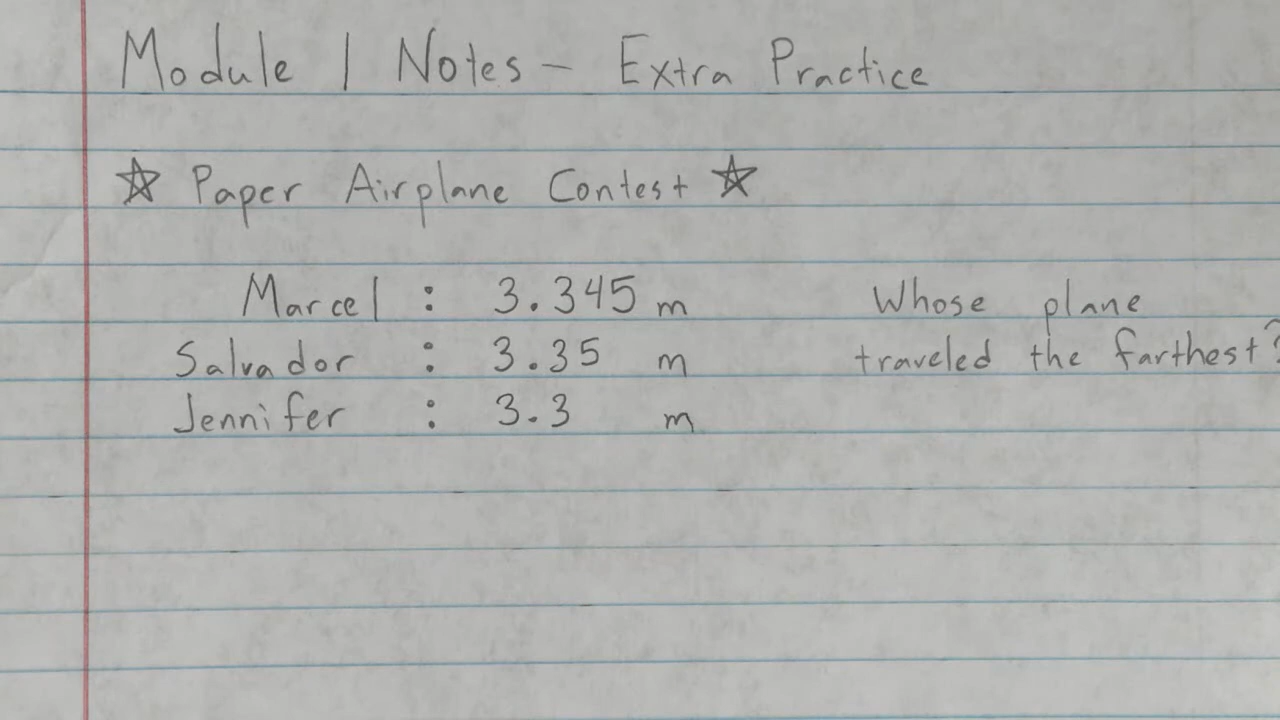 Module 1 Notes - Extra Practice
☆ Paper Airplane Contest ☆
Marcel : 3.345 m
Salvador : 3.35 m
Jennifer : 3.3 m
Whose plane
traveled the farthest?